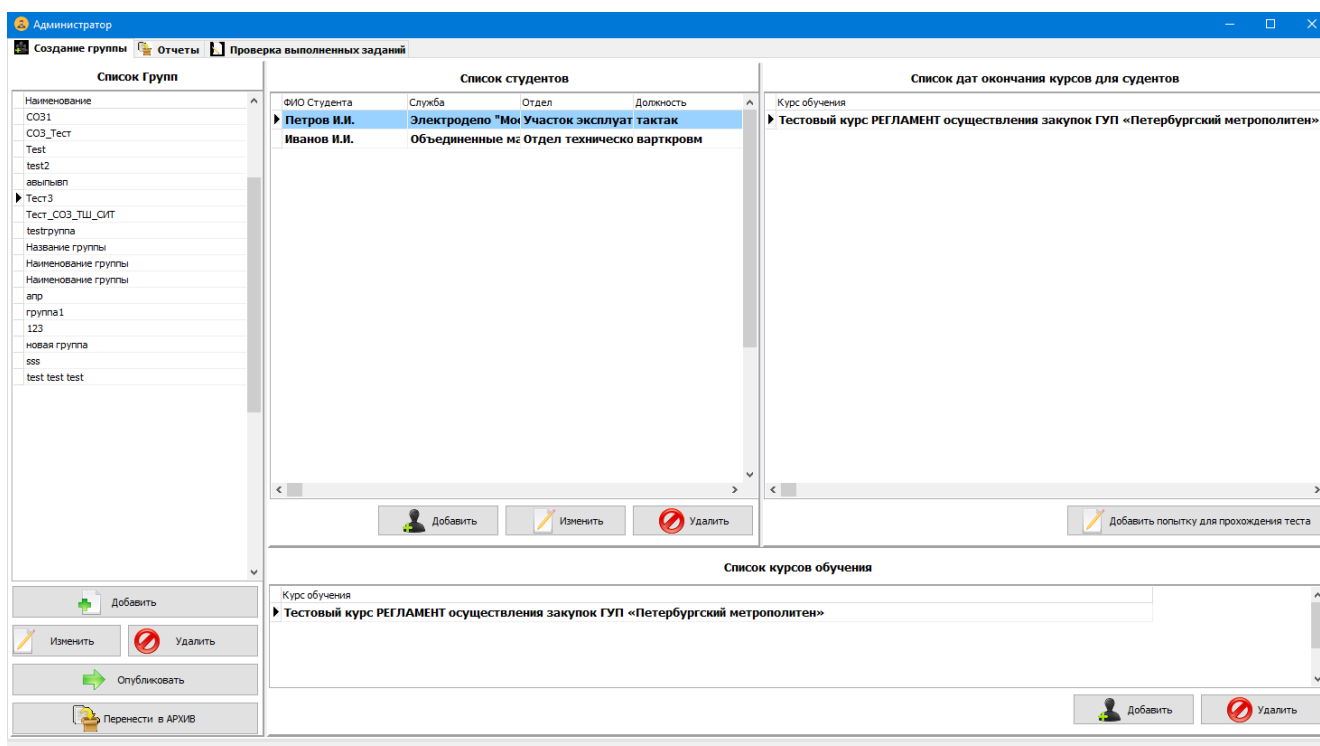 Администратор
Создание группы Отчеты Проверка выполненных заданий
Список Групп
Наименование
СО31
СО3_Тест
Test
test2
авыпывп
Тест3
Тест_СОЗ_ТШ_СИТ
testгруппа
Название группы
Наименование группы
Наименование группы
апр
группа1
123
новая группа
sss
test test test
Добавить
Изменить Удалить
Опубликовать
Перенести в АРХИВ
Список студентов
ФИО Студента Служба Отдел Должность
Петров И.И. Электродепо "Мо Участок эксплуат тактак
Иванов И.И. Объединенные ма Отдел техническо варткровм
Добавить Изменить Удалить
Список дат окончания курсов для судентов
Курс обучения
Тестовый курс РЕГЛАМЕНТ осуществления закупок ГУП «Петербургский метрополитен»
Добавить попытку для прохождения теста
Список курсов обучения
Курс обучения
Тестовый курс РЕГЛАМЕНТ осуществления закупок ГУП «Петербургский метрополитен»
Добавить Удалить